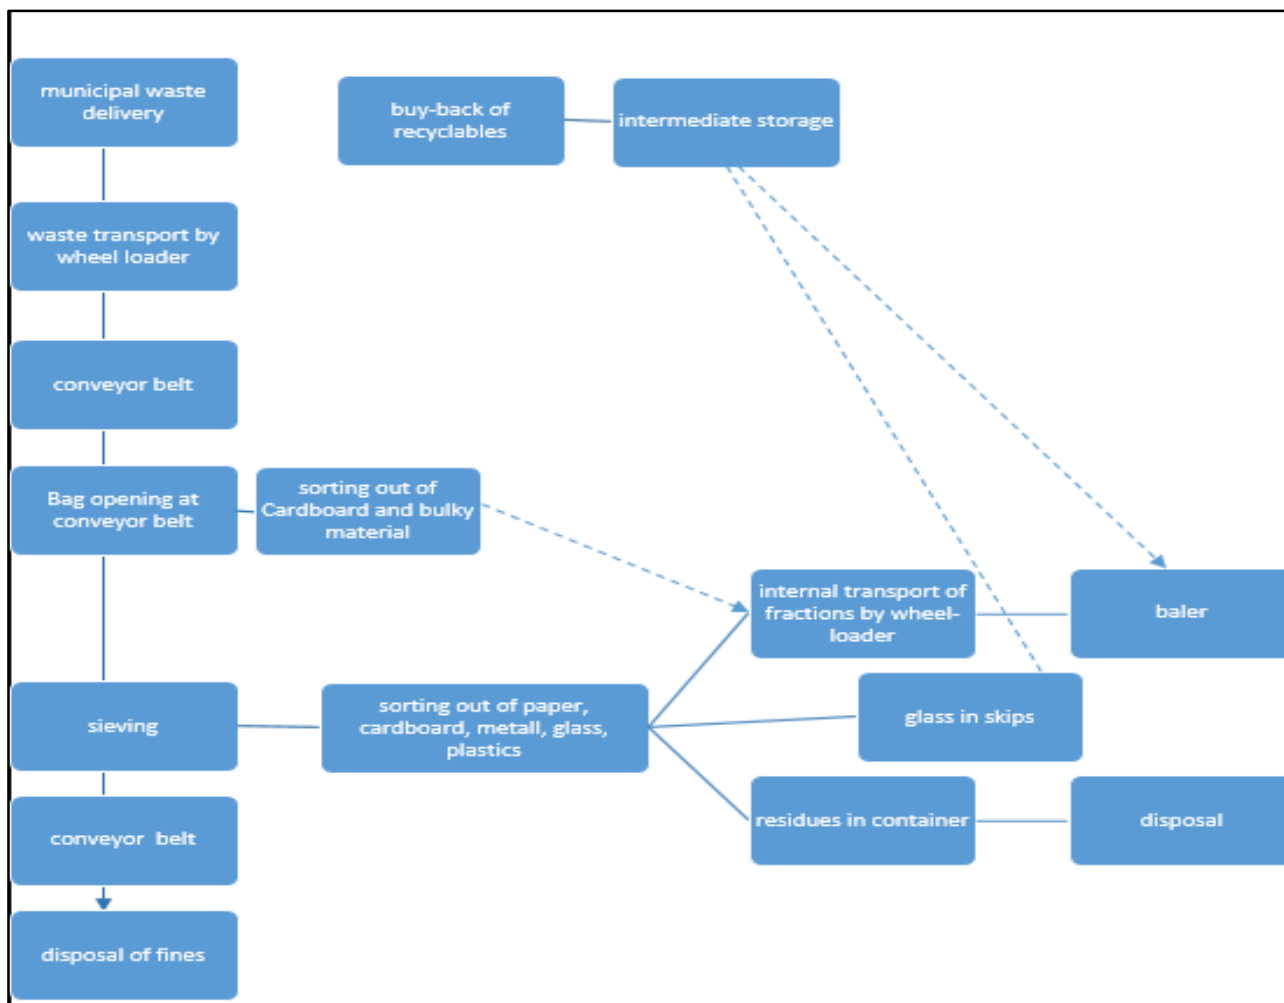 municipal waste
delivery
buy-back of
recyclables
intermediate storage
waste transport by
wheel loader
conveyor belt
Bag opening at
conveyor belt
sorting out of
Cardboard and bulky
material
internal transport of
fractions by wheel-
loader
baler
sieving
sorting out of paper,
cardboard, metall, glass,
plastics
glass in skips
conveyor belt
residues in container
disposal
disposal of fines